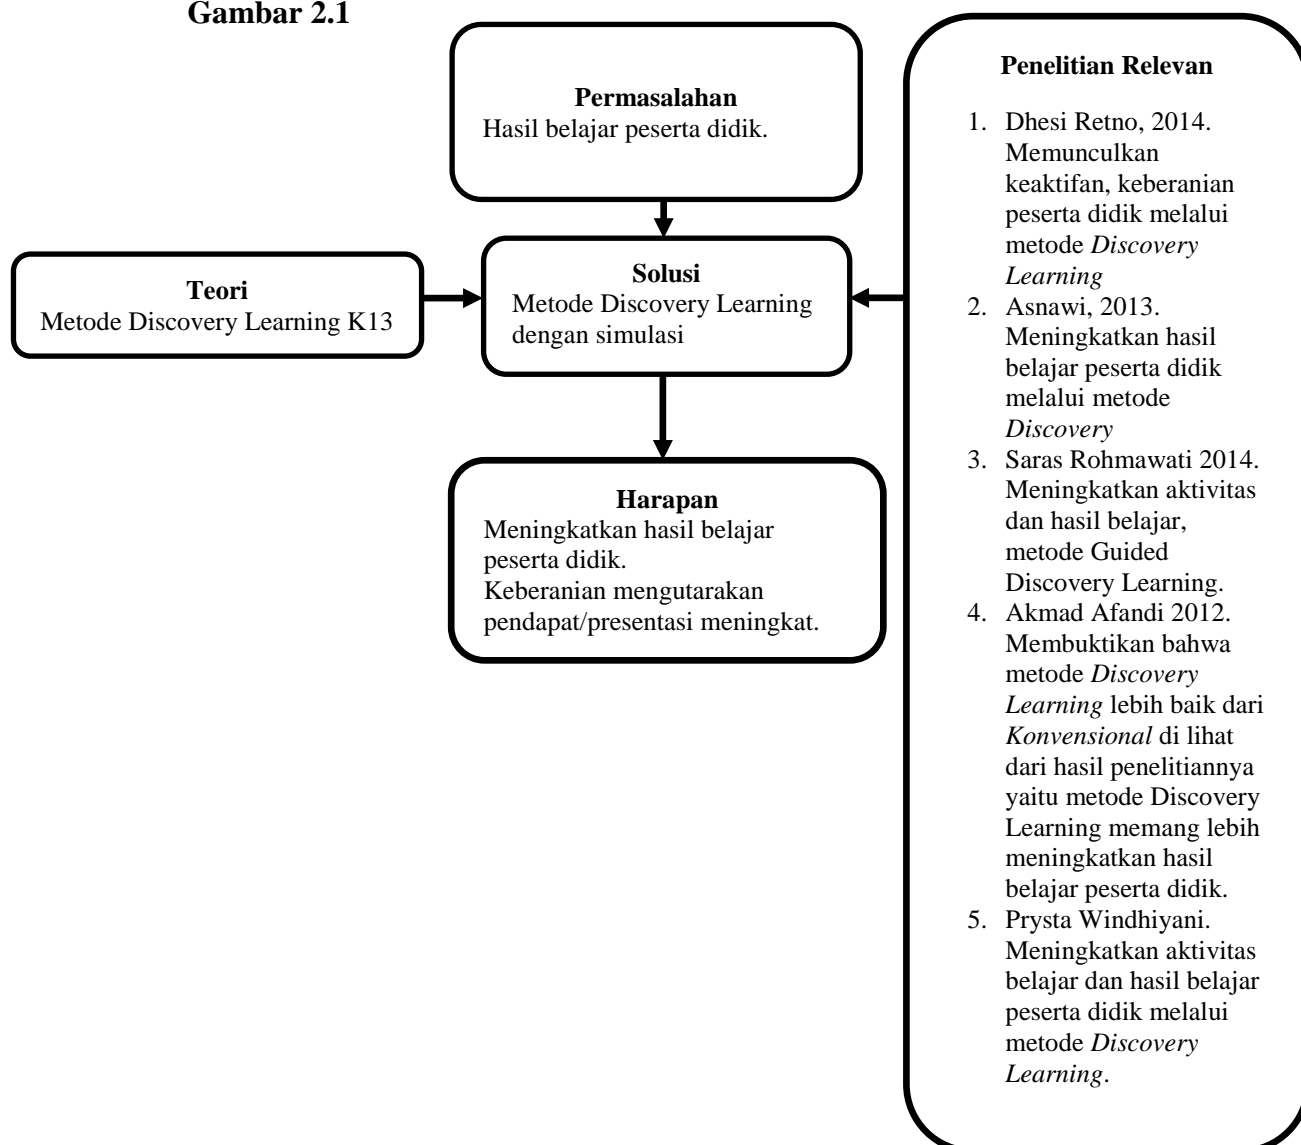 Gambar 2.1
Permasalahan
Hasil belajar peserta didik.
Teori
Metode Discovery Learning K13
Solusi
Metode Discovery Learning
dengan simulasi
Harapan
Meningkatkan hasil belajar
peserta didik.
Keberanian mengutarakan
pendapat/presentasi meningkat.
Penelitian Relevan
1. Dhesi Retno, 2014.
Memunculkan
keaktifan, keberanian
peserta didik melalui
metode Discovery
Learning
2. Asnawi, 2013.
Meningkatkan hasil
belajar peserta didik
melalui metode
Discovery
3. Saras Rohmawati 2014.
Meningkatkan aktivitas
dan hasil belajar,
metode Guided
Discovery Learning.
4. Akmad Afandi 2012.
Membuktikan bahwa
metode Discovery
Learning lebih baik dari
Konvensional di lihat
dari hasil penelitiannya
yaitu metode Discovery
Learning memang lebih
meningkatkan hasil
belajar peserta didik.
5. Prysta Windhiyani.
Meningkatkan aktivitas
belajar dan hasil belajar
peserta didik melalui
metode Discovery
Learning.